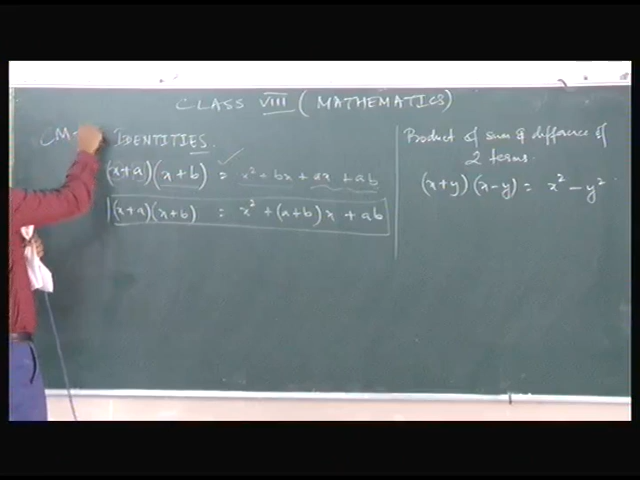 CLASS VIII (MATHEMATICS)
IDENTITIES.
(x+a)(x+b) = x² + bx + ax + ab
(x+a)(x+b) = x² + (a+b)x + ab
Product of sum & difference of
2 terms.
(x+y)(x-y) = x² - y²